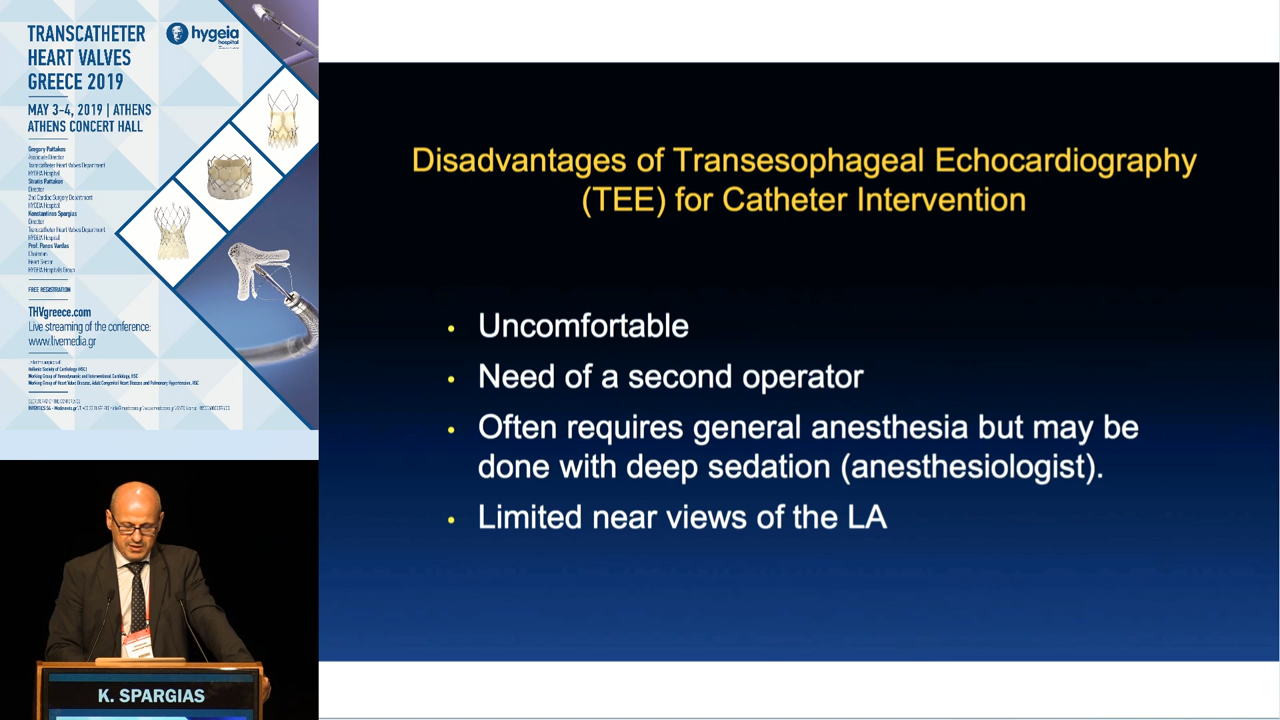 TRANSCATHETER
HEART VALVES
GREECE 2019
hygeia
hospital
MAY 3-4, 2019 | ATHENS
ATHENS CONCERT HALL
Gregory Pattakos
Associate Director
Transcatheter Heart Valves Department
HYGEIA Hospital
Stratis Pattakos
Director
2nd Cardiac Surgery Department
HYGEIA Hospital
Konstantinos Spargias
Director
Transcatheter Heart Valves Department
HYGEIA Hospital
Prof. Panos Vardas
Chairman
Heart Sector
HYGEIA Hospitals Group
FREE REGISTRATION
THVgreece.com
Live streaming of the conference:
www.livemedia.gr
Hellenic Society of Cardiology (HSC)
Working Group of Hemodynamic and Interventional Cardiology, HSC
Working Group of Heart Valve Disease, Adult Congenital Heart Disease and Pulmonary Hypertension, HSC
Disadvantages of Transesophageal Echocardiography
(TEE) for Catheter Intervention
• Uncomfortable
• Need of a second operator
• Often requires general anesthesia but may be
done with deep sedation (anesthesiologist).
• Limited near views of the LA
K. SPARGIAS